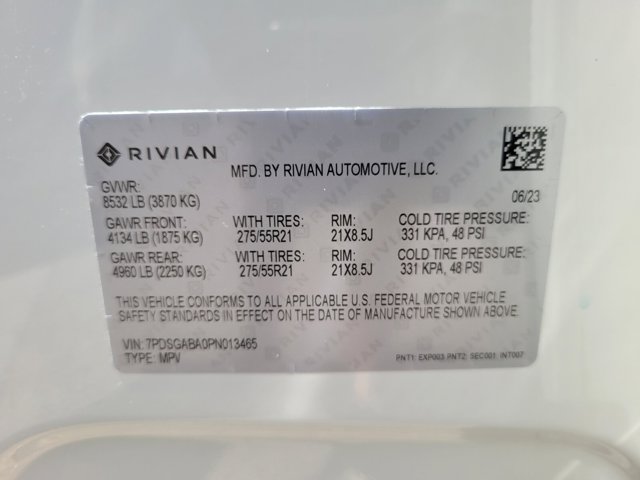 RIVIAN
MFD. BY RIVIAN AUTOMOTIVE, LLC.
GVWR:
8532 LB (3870 KG) 06/23
GAWR FRONT: WITH TIRES: RIM: COLD TIRE PRESSURE:
4134 LB (1875 KG) 275/55R21 21X8.5J 331 KPA, 48 PSI
GAWR REAR: WITH TIRES: RIM: COLD TIRE PRESSURE:
4960 LB (2250 KG) 275/55R21 21X8.5J 331 KPA, 48 PSI
THIS VEHICLE CONFORMS TO ALL APPLICABLE U.S. FEDERAL MOTOR VEHICLE
SAFETY STANDARDS IN EFFECT ON THE DATE OF MANUFACTURE SHOWN ABOVE.
VIN: 7PDSGABA0PN013465
TYPE: MPV PNT1: EXP003 PNT2: SEC001 INT007